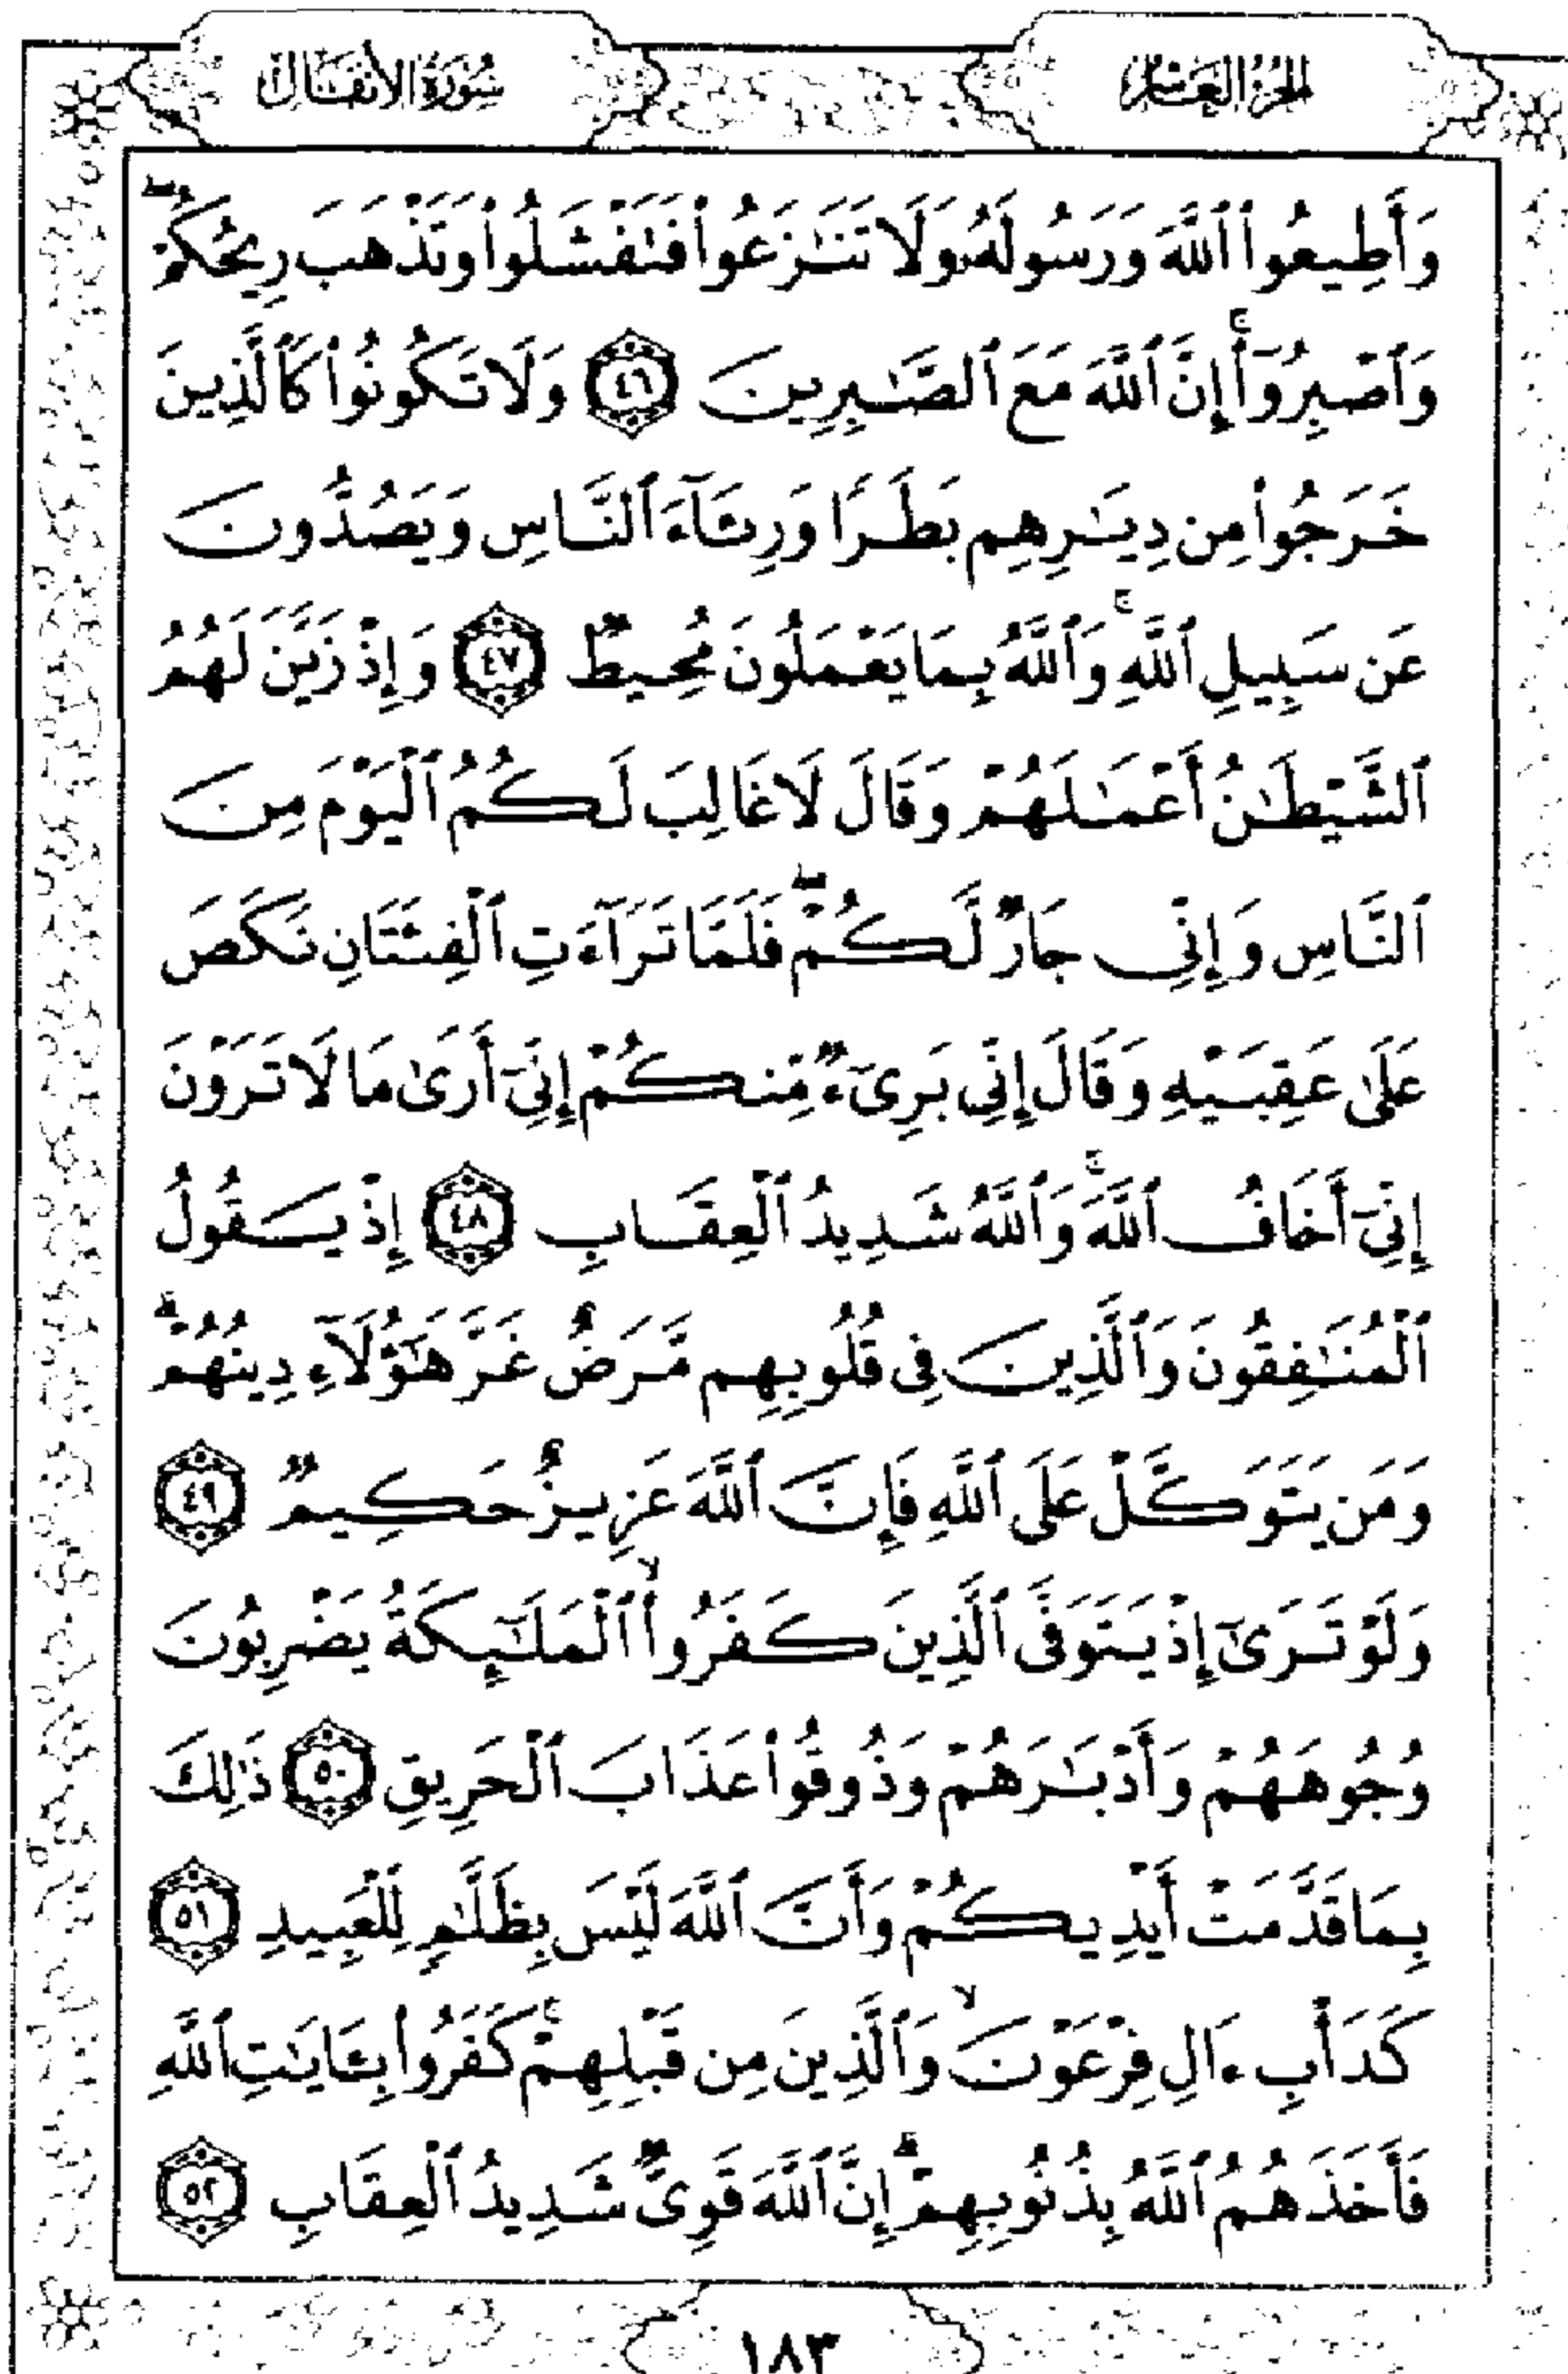 الجزء العاشر
سورة الأنفال
وَأَطِيعُوا۟ ٱللَّهَ وَرَسُولَهُۥ وَلَا تَنَٰزَعُوا۟ فَتَفْشَلُوا۟ وَتَذْهَبَ رِيحُكُمْ ۖ
وَٱصْبِرُوٓا۟ ۚ إِنَّ ٱللَّهَ مَعَ ٱلصَّٰبِرِينَ ٤٦ وَلَا تَكُونُوا۟ كَٱلَّذِينَ
خَرَجُوا۟ مِن دِيَٰرِهِم بَطَرًا وَرِئَآءَ ٱلنَّاسِ وَيَصُدُّونَ
عَن سَبِيلِ ٱللَّهِ ۚ وَٱللَّهُ بِمَا يَعْمَلُونَ مُحِيطٌ ٤٧ وَإِذْ زَيَّنَ لَهُمُ
ٱلشَّيْطَٰنُ أَعْمَٰلَهُمْ وَقَالَ لَا غَالِبَ لَكُمُ ٱلْيَوْمَ مِنَ
ٱلنَّاسِ وَإِنِّى جَارٌ لَّكُمْ ۖ فَلَمَّا تَرَآءَتِ ٱلْفِئَتَانِ نَكَصَ
عَلَىٰ عَقِبَيْهِ وَقَالَ إِنِّى بَرِىٓءٌ مِّنكُمْ إِنِّىٓ أَرَىٰ مَا لَا تَرَوْنَ
إِنِّىٓ أَخَافُ ٱللَّهَ ۚ وَٱللَّهُ شَدِيدُ ٱلْعِقَابِ ٤٨ إِذْ يَقُولُ
ٱلْمُنَٰفِقُونَ وَٱلَّذِينَ فِى قُلُوبِهِم مَّرَضٌ غَرَّ هَٰٓؤُلَآءِ دِينُهُمْ ۗ
وَمَن يَتَوَكَّلْ عَلَى ٱللَّهِ فَإِنَّ ٱللَّهَ عَزِيزٌ حَكِيمٌ ٤٩
وَلَوْ تَرَىٰٓ إِذْ يَتَوَفَّى ٱلَّذِينَ كَفَرُوا۟ ۙ ٱلْمَلَٰٓئِكَةُ يَضْرِبُونَ
وُجُوهَهُمْ وَأَدْبَٰرَهُمْ وَذُوقُوا۟ عَذَابَ ٱلْحَرِيقِ ٥٠ ذَٰلِكَ
بِمَا قَدَّمَتْ أَيْدِيكُمْ وَأَنَّ ٱللَّهَ لَيْسَ بِظَلَّٰمٍ لِّلْعَبِيدِ ٥١
كَدَأْبِ ءَالِ فِرْعَوْنَ ۙ وَٱلَّذِينَ مِن قَبْلِهِمْ ۚ كَفَرُوا۟ بِـَٔايَٰتِ ٱللَّهِ
فَأَخَذَهُمُ ٱللَّهُ بِذُنُوبِهِمْ ۗ إِنَّ ٱللَّهَ قَوِىٌّ شَدِيدُ ٱلْعِقَابِ ٥٢
١٨٣